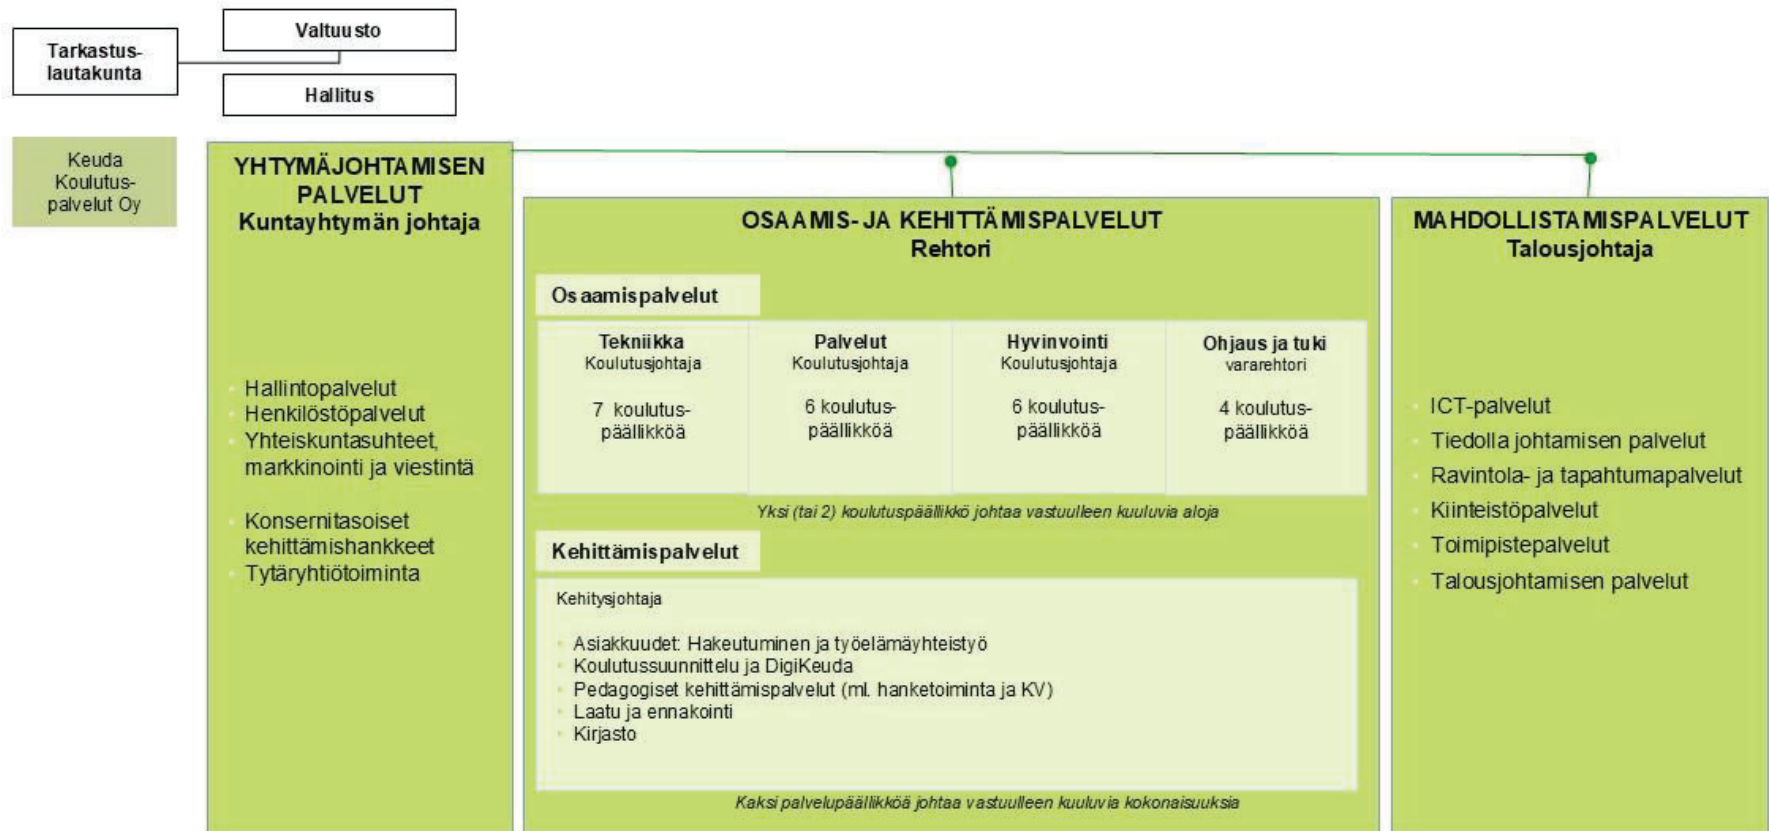 Tarkastus-
lautakunta
Valtuusto
Hallitus
Keuda
Koulutus-
palvelut Oy
YHTYMÄJOHTAMISEN
PALVELUT
Kuntayhtymän johtaja
Hallintopalvelut
Henkilöstöpalvelut
Yhteiskuntasuhteet,
markkinointi ja viestintä
Konsernitasoiset
kehittämishankkeet
Tytäryhtiötoiminta
OSAAMIS- JA KEHITTÄMISPALVELUT
Rehtori
Osaamispalvelut
Tekniikka
Koulutusjohtaja
7 koulutus-
päällikköä
Palvelut
Koulutusjohtaja
6 koulutus-
päällikköä
Hyvinvointi
Koulutusjohtaja
6 koulutus-
päällikköä
Ohjaus ja tuki
vararehtori
4 koulutus-
päällikköä
Yksi (tai 2) koulutuspäällikkö johtaa vastuulleen kuuluvia aloja
Kehittämispalvelut
Kehitysjohtaja
Asiakkuudet: Hakeutuminen ja työelämäyhteistyö
Koulutussuunnittelu ja DigiKeuda
Pedagogiset kehittämispalvelut (ml. hanketoiminta ja KV)
Laatu ja ennakointi
Kirjasto
Kaksi palvelupäällikköä johtaa vastuulleen kuuluvia kokonaisuuksia
MAHDOLLISTAMISPALVELUT
Talousjohtaja
ICT-palvelut
Tiedolla johtamisen palvelut
Ravintola- ja tapahtumapalvelut
Kiinteistöpalvelut
Toimipistepalvelut
Talousjohtamisen palvelut